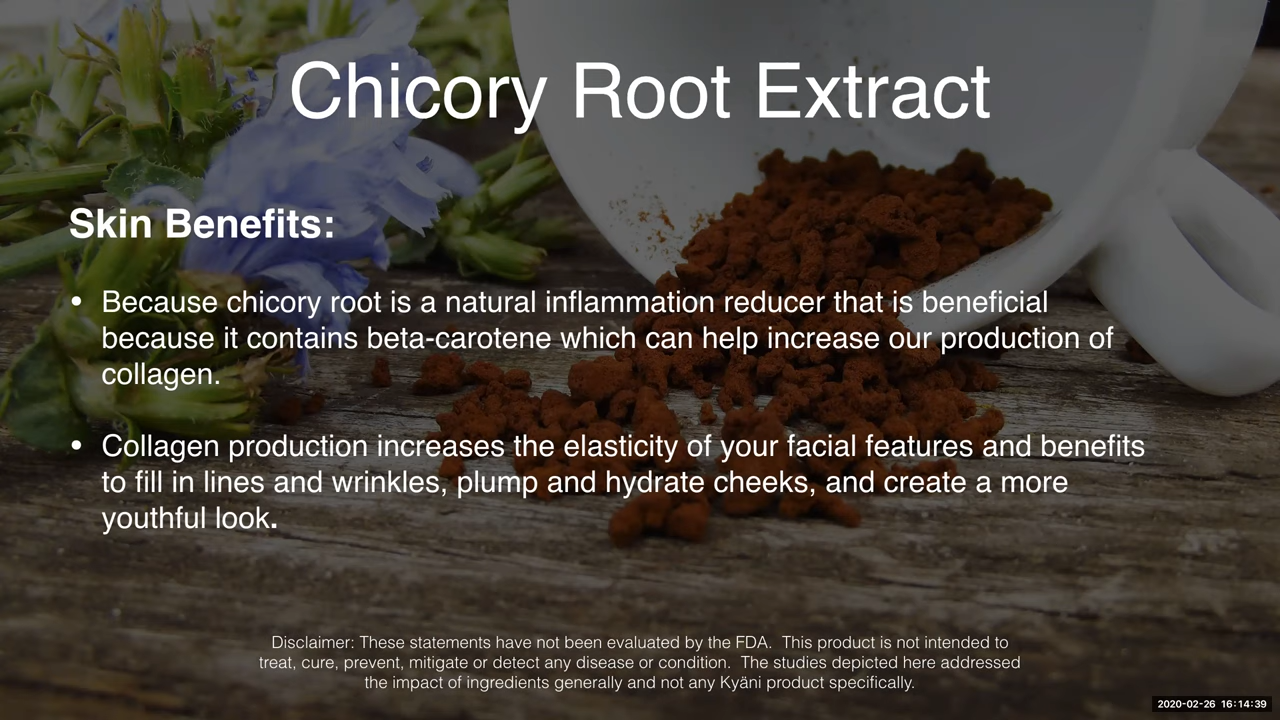 Chicory Root Extract
Skin Benefits:
• Because chicory root is a natural inflammation reducer that is beneficial
because it contains beta-carotene which can help increase our production of
collagen.
• Collagen production increases the elasticity of your facial features and benefits
to fill in lines and wrinkles, plump and hydrate cheeks, and create a more
youthful look.
Disclaimer: These statements have not been evaluated by the FDA.  This product is not intended to
treat, cure, prevent, mitigate or detect any disease or condition.  The studies depicted here addressed
the impact of ingredients generally and not any Kyäni product specifically.
2020-02-26 16:14:39